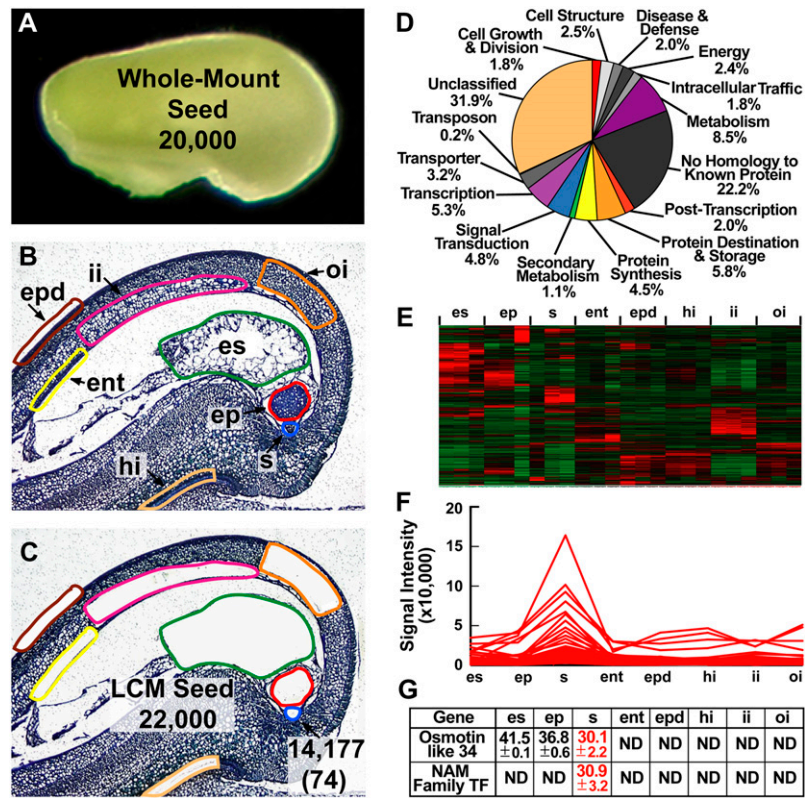 A
Whole-Mount
Seed
20,000
B
ii
oi
epd
es
ent
ep
s
hi
C
LCM Seed
22,000
14,177
(74)
D
Cell Structure
2.5%
Disease &
Defense
2.0%
Cell Growth
& Division
1.8%
Energy
2.4%
Unclassified
31.9%
Intracellular Traffic
1.8%
Transposon
0.2%
Metabolism
8.5%
Transporter
3.2%
No Homology to
Known Protein
22.2%
Transcription
5.3%
Post-Transcription
2.0%
Signal
Transduction
4.8%
Protein Destination
& Storage
5.8%
Secondary
Metabolism
1.1%
Protein
Synthesis
4.5%
E
es ep s ent epd hi ii oi
F
Signal Intensity
(x10,000)
20
15
10
5
0
es ep s ent epd hi ii oi
G
Gene es ep s ent epd hi ii oi
Osmotin like 34 41.5 ±0.1 36.8 ±0.6 30.1 ±2.2 ND ND ND ND ND
NAM Family TF ND ND 30.9 ±3.2 ND ND ND ND ND